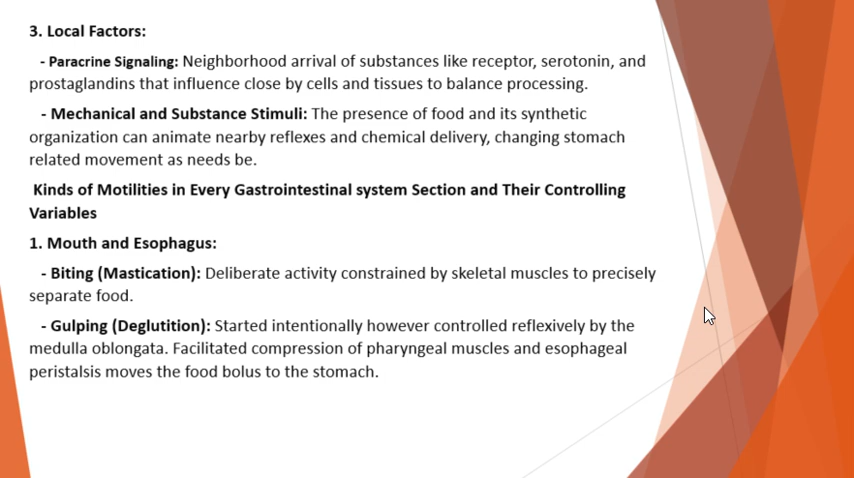 3. Local Factors:
- Paracrine Signaling: Neighborhood arrival of substances like receptor, serotonin, and
prostaglandins that influence close by cells and tissues to balance processing.
- Mechanical and Substance Stimuli: The presence of food and its synthetic
organization can animate nearby reflexes and chemical delivery, changing stomach
related movement as needs be.
Kinds of Motilities in Every Gastrointestinal system Section and Their Controlling
Variables
1. Mouth and Esophagus:
- Biting (Mastication): Deliberate activity constrained by skeletal muscles to precisely
separate food.
- Gulping (Deglutition): Started intentionally however controlled reflexively by the
medulla oblongata. Facilitated compression of pharyngeal muscles and esophageal
peristalsis moves the food bolus to the stomach.